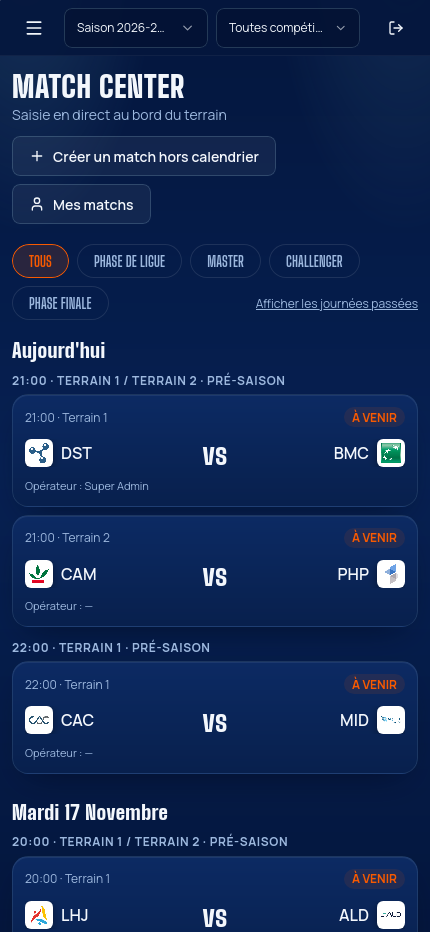 Saison 2026-2…
Toutes compéti…
MATCH CENTER
Saisie en direct au bord du terrain
Créer un match hors calendrier
Mes matchs
TOUS
PHASE DE LIGUE
MASTER
CHALLENGER
PHASE FINALE
Afficher les journées passées
Aujourd'hui
21:00 · TERRAIN 1 / TERRAIN 2 · PRÉ-SAISON
21:00 · Terrain 1
À VENIR
DST
VS
BMC
Opérateur : Super Admin
21:00 · Terrain 2
À VENIR
CAM
VS
PHP
Opérateur : —
22:00 · TERRAIN 1 · PRÉ-SAISON
22:00 · Terrain 1
À VENIR
CAC
CAC
VS
MID
Opérateur : —
Mardi 17 Novembre
20:00 · TERRAIN 1 / TERRAIN 2 · PRÉ-SAISON
20:00 · Terrain 1
À VENIR
LHJ
VS
ALD